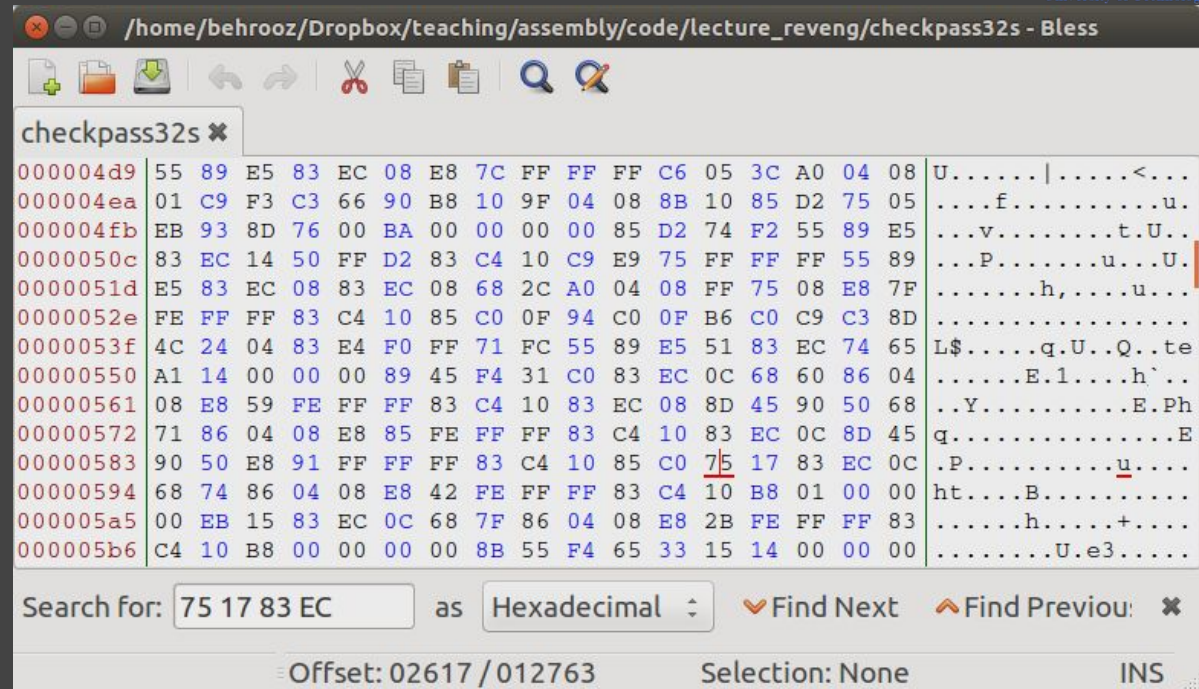 /home/behrooz/Dropbox/teaching/assembly/code/lecture_reveng/checkpass32s - Bless
checkpass32s
000004d9 55 89 E5 83 EC 08 E8 7C FF FF FF C6 05 3C A0 04 08 U......|.....<...
000004ea 01 C9 F3 C3 66 90 B8 10 9F 04 08 8B 10 85 D2 75 05 ....f..........u.
000004fb EB 93 8D 76 00 BA 00 00 00 00 85 D2 74 F2 55 89 E5 ...v........t.U..
0000050c 83 EC 14 50 FF D2 83 C4 10 C9 E9 75 FF FF FF 55 89 ...P.......u...U.
0000051d E5 83 EC 08 83 EC 08 68 2C A0 04 08 FF 75 08 E8 7F .......h,....u...
0000052e FE FF FF 83 C4 10 85 C0 0F 94 C0 0F B6 C0 C9 C3 8D .................
0000053f 4C 24 04 83 E4 F0 FF 71 FC 55 89 E5 51 83 EC 74 65 L$.....q.U..Q..te
00000550 A1 14 00 00 00 89 45 F4 31 C0 83 EC 0C 68 60 86 04 ......E.1....h`..
00000561 08 E8 59 FE FF FF 83 C4 10 83 EC 08 8D 45 90 50 68 ..Y..........E.Ph
00000572 71 86 04 08 E8 85 FE FF FF 83 C4 10 83 EC 0C 8D 45 q...............E
00000583 90 50 E8 91 FF FF FF 83 C4 10 85 C0 75 17 83 EC 0C .P..........u....
00000594 68 74 86 04 08 E8 42 FE FF FF 83 C4 10 B8 01 00 00 ht....B..........
000005a5 00 EB 15 83 EC 0C 68 7F 86 04 08 E8 2B FE FF FF 83 ......h.....+....
000005b6 C4 10 B8 00 00 00 00 8B 55 F4 65 33 15 14 00 00 00 ........U.e3.....
Search for: 75 17 83 EC as Hexadecimal Find Next Find Previou:
Offset: 02617 / 012763 Selection: None INS